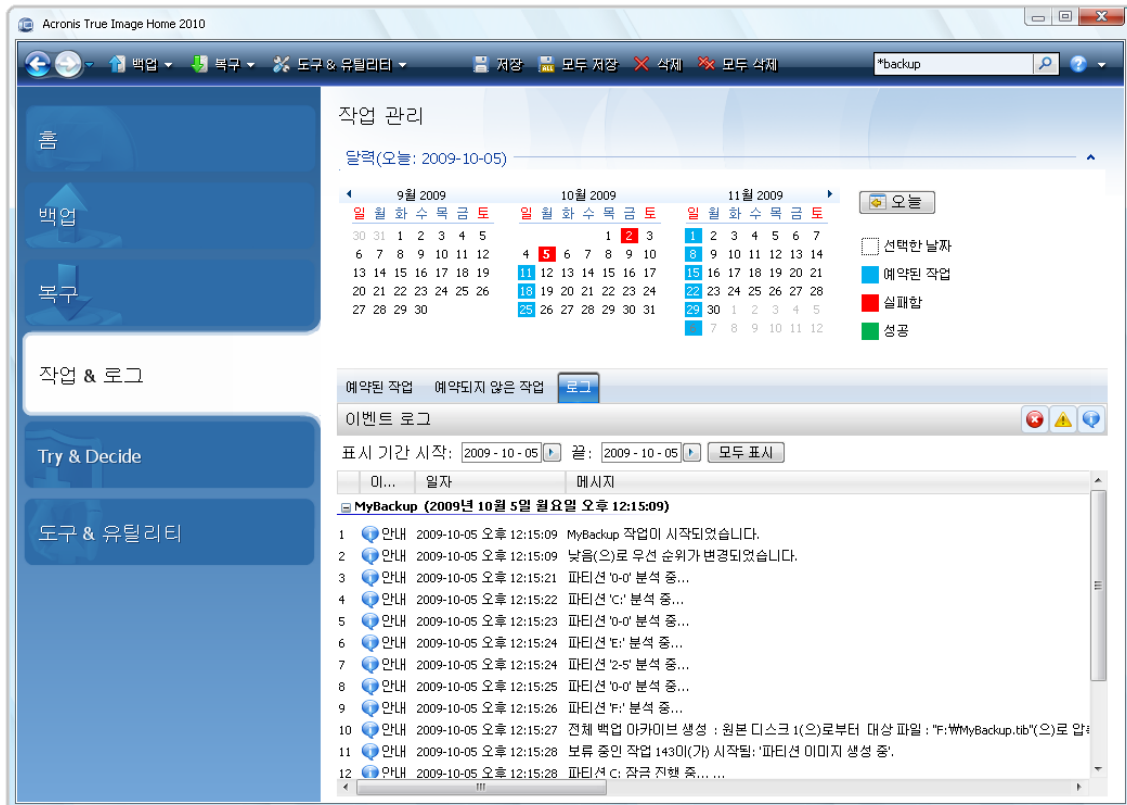 Acronis True Image Home 2010
백업 복구 도구 & 유틸리티 저장 모두 저장 삭제 모두 삭제 *backup
홈
백업
복구
작업 & 로그
Try & Decide
도구 & 유틸리티
작업 관리
달력(오늘: 2009-10-05)
9월 2009 10월 2009 11월 2009
일 월 화 수 목 금 토 일 월 화 수 목 금 토 일 월 화 수 목 금 토
30 31 1 2 3 4 5 1 2 3 1 2 3 4 5 6 7
6 7 8 9 10 11 12 4 5 6 7 8 9 10 8 9 10 11 12 13 14
13 14 15 16 17 18 19 11 12 13 14 15 16 17 15 16 17 18 19 20 21
20 21 22 23 24 25 26 18 19 20 21 22 23 24 22 23 24 25 26 27 28
27 28 29 30 25 26 27 28 29 30 31 29 30 1 2 3 4 5
7 8 9 10 11 12
오늘
선택한 날짜
예약된 작업
실패함
성공
예약된 작업 예약되지 않은 작업 로그
이벤트 로그
표시 기간 시작: 2009 - 10 - 05 끝: 2009 - 10 - 05 모두 표시
이... 일자 메시지
MyBackup (2009년 10월 5일 월요일 오후 12:15:09)
1 안내 2009-10-05 오후 12:15:09 MyBackup 작업이 시작되었습니다.
2 안내 2009-10-05 오후 12:15:09 낮음(으)로 우선 순위가 변경되었습니다.
3 안내 2009-10-05 오후 12:15:21 파티션 '0-0' 분석 중...
4 안내 2009-10-05 오후 12:15:22 파티션 'C:' 분석 중...
5 안내 2009-10-05 오후 12:15:23 파티션 '0-0' 분석 중...
6 안내 2009-10-05 오후 12:15:24 파티션 'E:' 분석 중...
7 안내 2009-10-05 오후 12:15:24 파티션 '2-5' 분석 중...
8 안내 2009-10-05 오후 12:15:25 파티션 '0-0' 분석 중...
9 안내 2009-10-05 오후 12:15:26 파티션 'F:' 분석 중...
10 안내 2009-10-05 오후 12:15:27 전체 백업 아카이브 생성 : 원본 디스크 1(으)로부터 대상 파일 : "F:₩MyBackup.tib"(으)로
11 안내 2009-10-05 오후 12:15:28 보류 중인 작업 143이(가) 시작됨: '파티션 이미지 생성 중'.
12 안내 2009-10-05 오후 12:15:28 파티션 C: 잠금 진행 중... ...